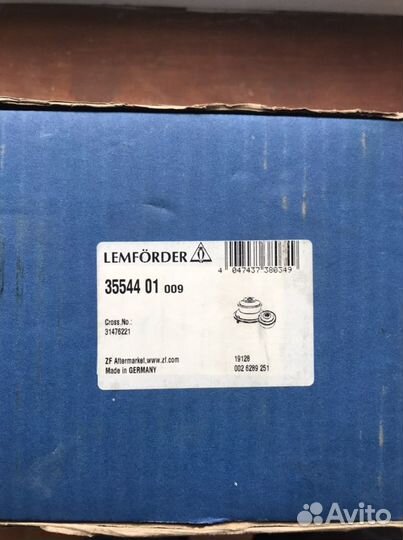 LEMFÖRDER
4 047437 380349
35544 01 009
Cross.No.:
31476221
ZF Aftermarket,www.zf.com
Made in GERMANY
19128
002 6289 251
Avito